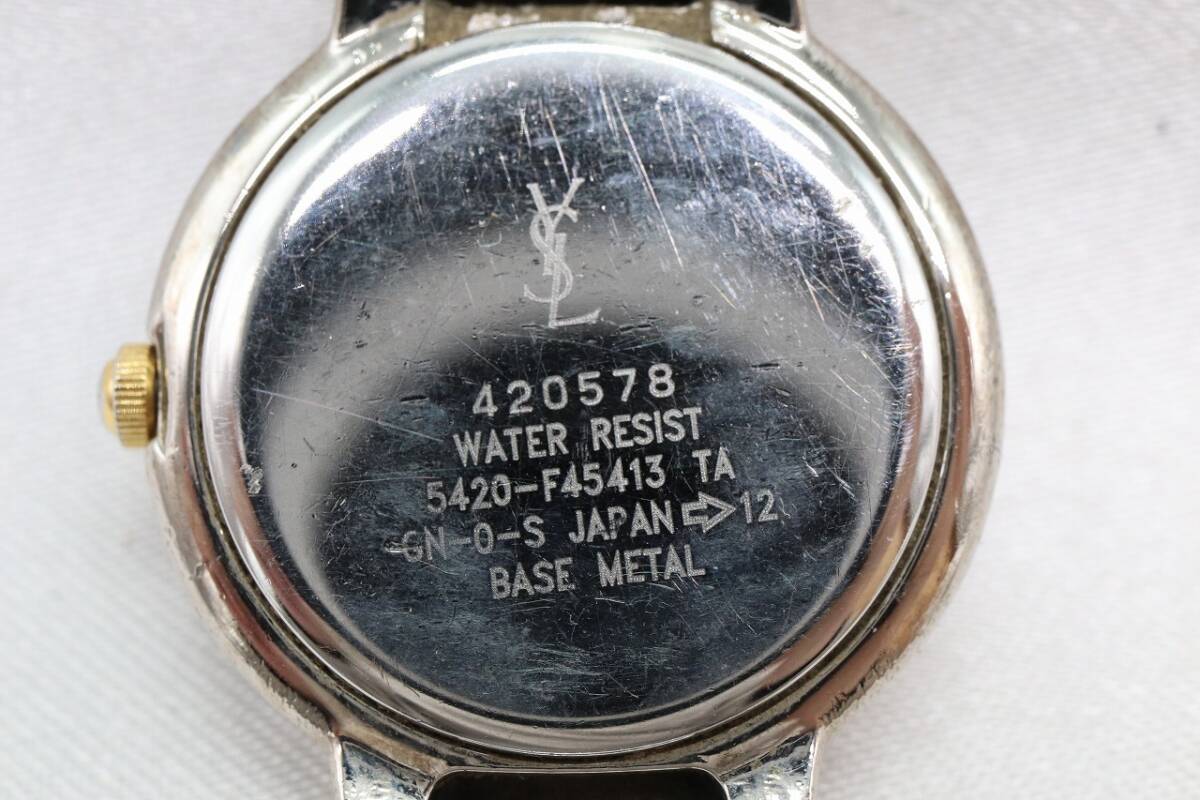 YSL
420578
WATER RESIST
5420-F45413 TA
-GN-0-S JAPAN⇨12
BASE METAL